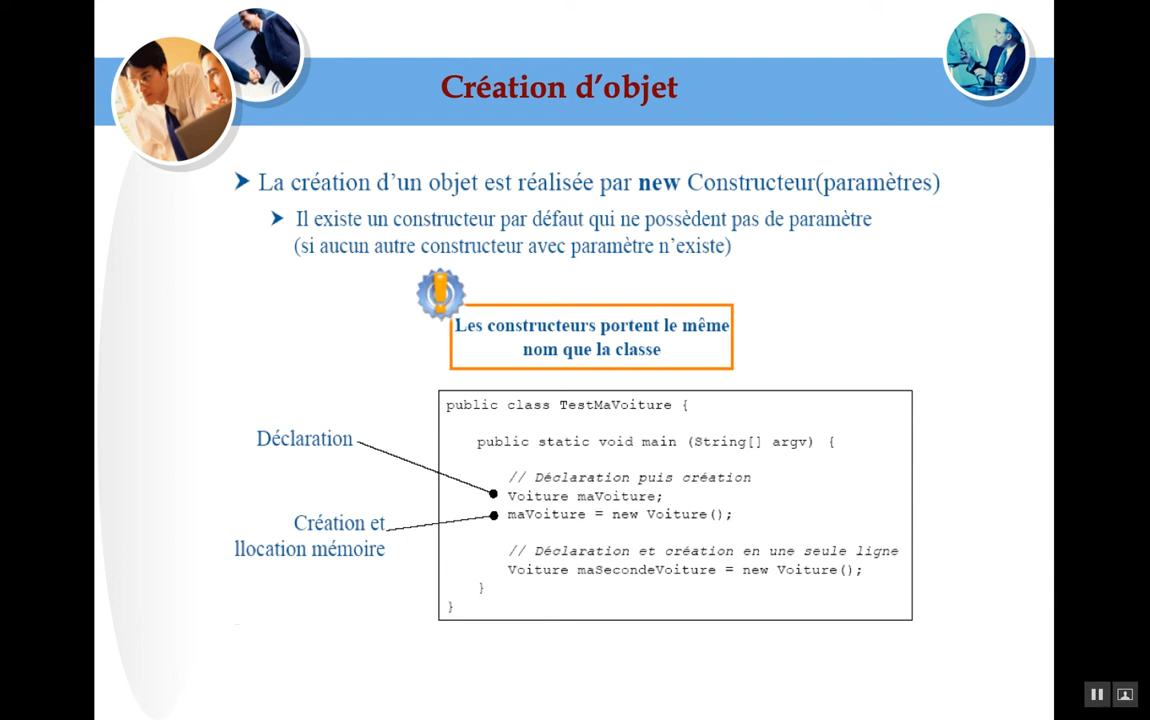 Création d'objet
La création d'un objet est réalisée par new Constructeur(paramètres)
Il existe un constructeur par défaut qui ne possèdent pas de paramètre
(si aucun autre constructeur avec paramètre n'existe)
Les constructeurs portent le même
nom que la classe
public class TestMaVoiture {
public static void main (String[] argv) {
Déclaration
// Déclaration puis création
Voiture maVoiture;
maVoiture = new Voiture();
Création et
llocation mémoire
// Déclaration et création en une seule ligne
Voiture maSecondeVoiture = new Voiture();
}
}